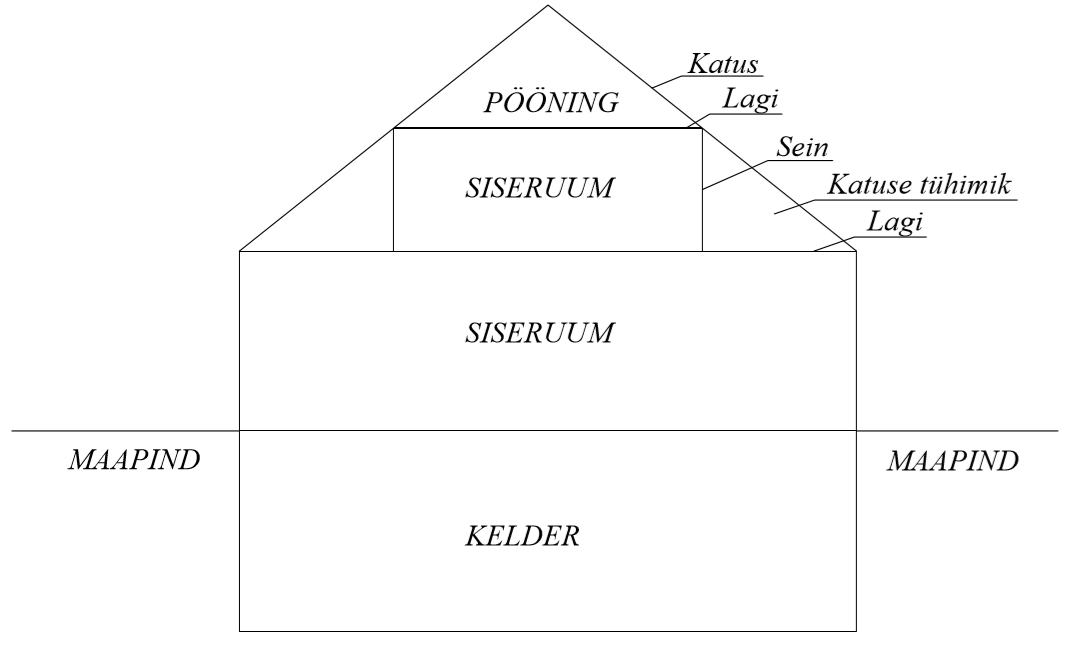 Katus
PÖÖNING
Lagi
Sein
SISERUUM
Katuse tühimik
Lagi
SISERUUM
MAAPIND
MAAPIND
KELDER